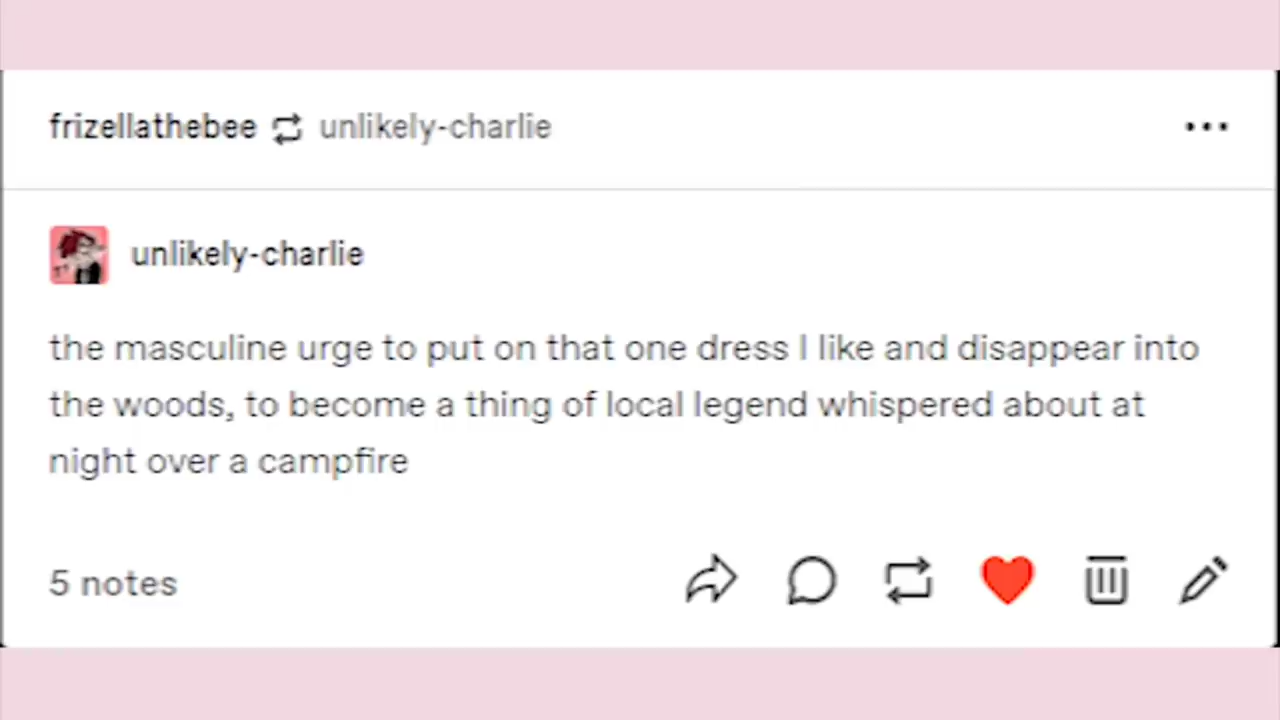 frizellathebee unlikely-charlie
unlikely-charlie
the masculine urge to put on that one dress I like and disappear into
the woods, to become a thing of local legend whispered about at
night over a campfire
5 notes